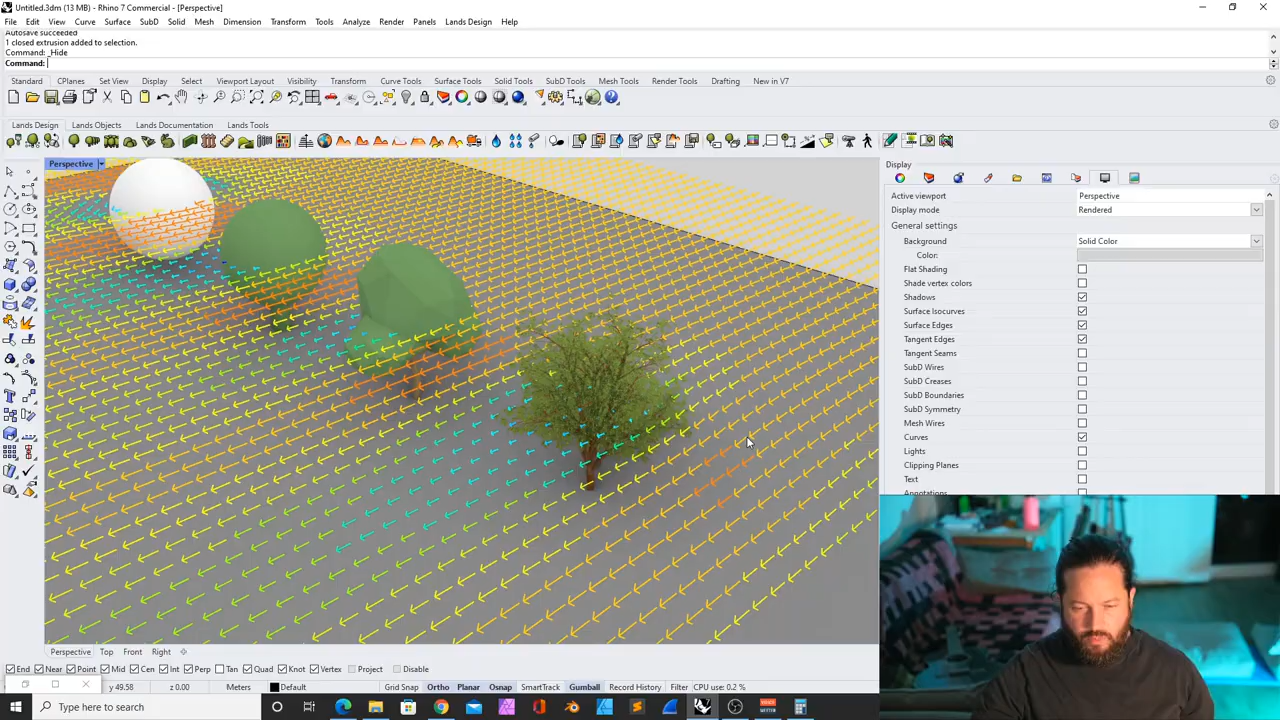 Untitled.3dm (13 MB) - Rhino 7 Commercial - [Perspective]
File Edit View Curve Surface SubD Solid Mesh Dimension Transform Tools Analyze Render Panels Lands Design Help
Autosave succeeded
1 closed extrusion added to selection.
Command: _Hide
Command:
Standard CPlanes Set View Display Select Viewport Layout Visibility Transform Curve Tools Surface Tools Solid Tools SubD Tools Mesh Tools Render Tools Drafting New in V7
Lands Design Lands Objects Lands Documentation Lands Tools
Perspective
Display
Active viewport Perspective
Display mode Rendered
General settings
Background Solid Color
Color:
Flat Shading
Shade vertex colors
Shadows
Surface Isocurves
Surface Edges
Tangent Edges
Tangent Seams
SubD Wires
SubD Creases
SubD Boundaries
SubD Symmetry
Mesh Wires
Curves
Lights
Clipping Planes
Text
Annotations
Perspective Top Front Right
End Near Point Mid Cen Int Perp Tan Quad Knot Vertex Project Disable
y 49.58 z 0.00 Meters Default Grid Snap Ortho Planar Osnap SmartTrack Gumball Record History Filter CPU use: 0.2 %
Type here to search